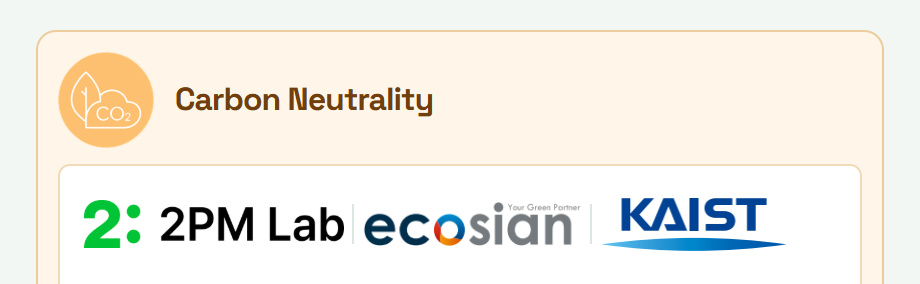 CO₂
Carbon Neutrality
2: 2PM Lab
ecosian
Your Green Partner
KAIST